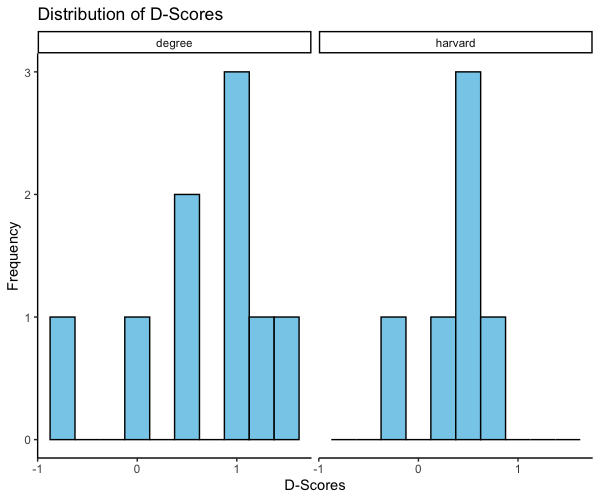 Distribution of D-Scores
degree harvard
3
2
1
0
-1 0 1 -1 0 1
D-Scores
Frequency